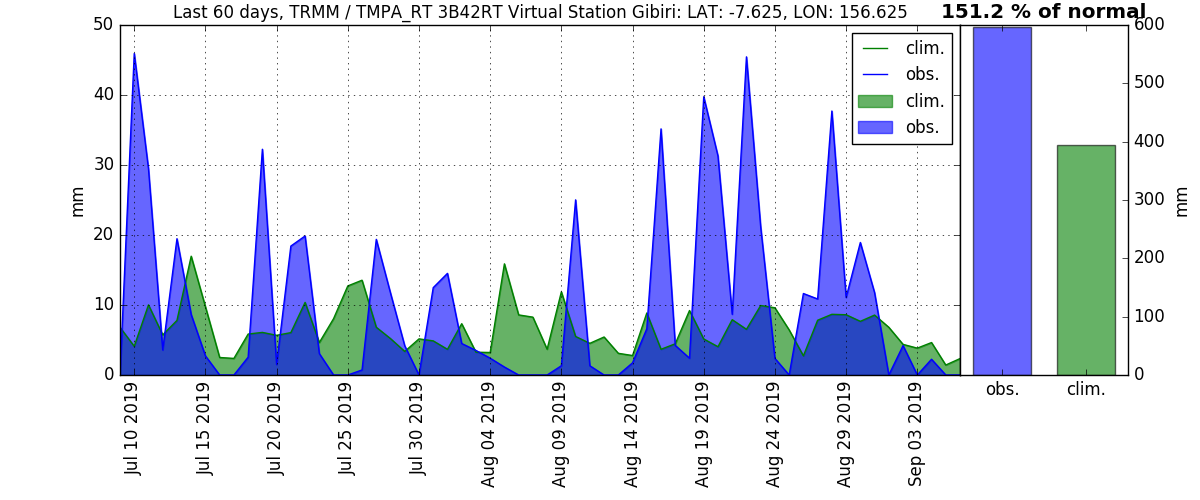 Last 60 days, TRMM / TMPA_RT 3B42RT Virtual Station Gibiri: LAT: -7.625, LON: 156.625
151.2 % of normal
50
40
30
20
10
0
mm
clim.
obs.
clim.
obs.
Jul 10 2019
Jul 15 2019
Jul 20 2019
Jul 25 2019
Jul 30 2019
Aug 04 2019
Aug 09 2019
Aug 14 2019
Aug 19 2019
Aug 24 2019
Aug 29 2019
Sep 03 2019
600
500
400
300
200
100
0
mm
obs.
clim.